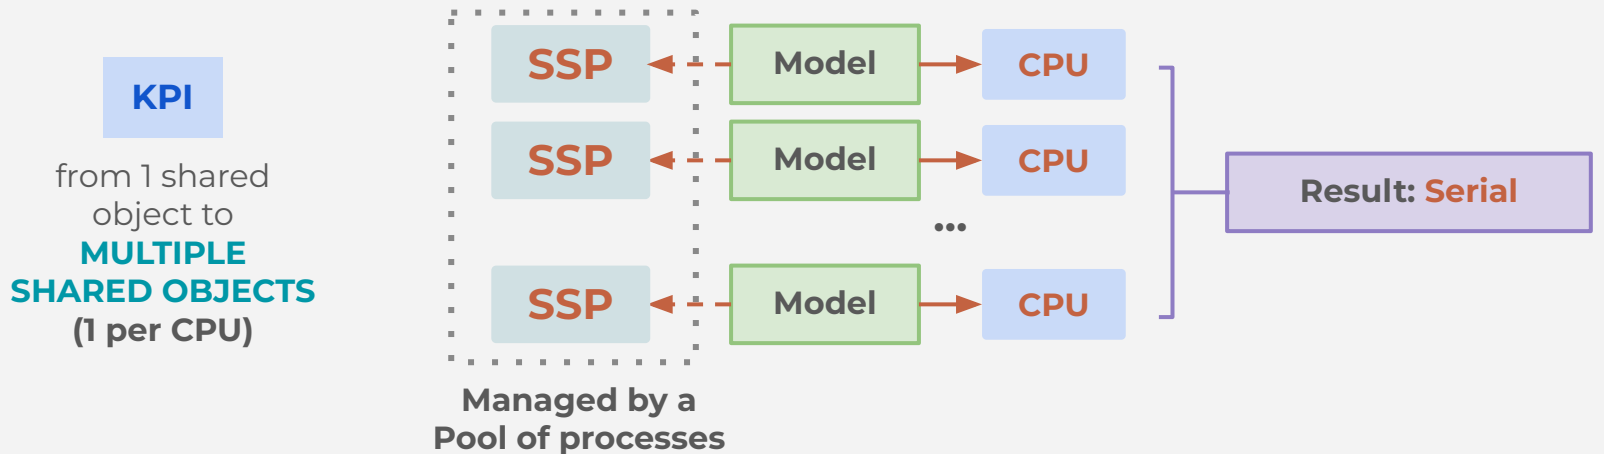 KPI
from 1 shared
object to
MULTIPLE
SHARED OBJECTS
(1 per CPU)
SSP
Model
CPU
SSP
Model
CPU
...
SSP
Model
CPU
Managed by a
Pool of processes
Result: Serial